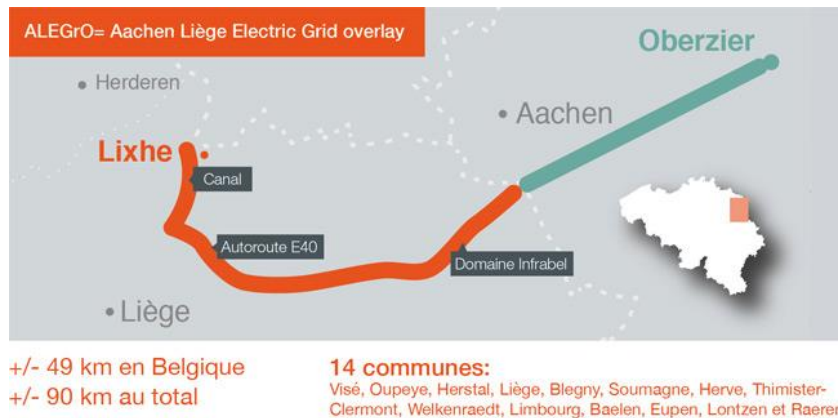 ALEGrO= Aachen Liège Electric Grid overlay
Oberzier
Herderen
Aachen
Lixhe
Canal
Autoroute E40
Domaine Infrabel
Liège
+/- 49 km en Belgique
+/- 90 km au total
14 communes:
Visé, Oupeye, Herstal, Liège, Blegny, Soumagne, Herve, Thimister-
Clermont, Welkenraedt, Limbourg, Baelen, Eupen, Lontzen et Raeren